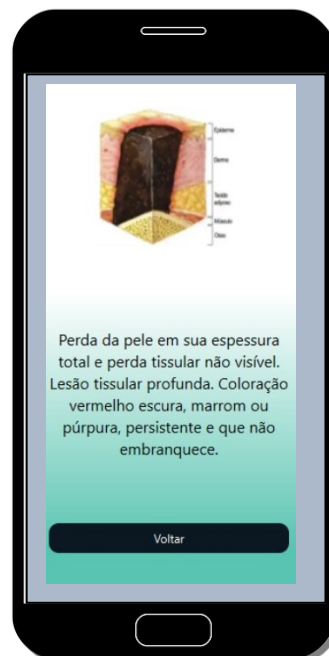 Epiderme
Derme
Tecido
adiposo
Músculo
Osso
Perda da pele em sua espessura
total e perda tissular não visível.
Lesão tissular profunda. Coloração
vermelho escura, marrom ou
púrpura, persistente e que não
embranquece.
Voltar